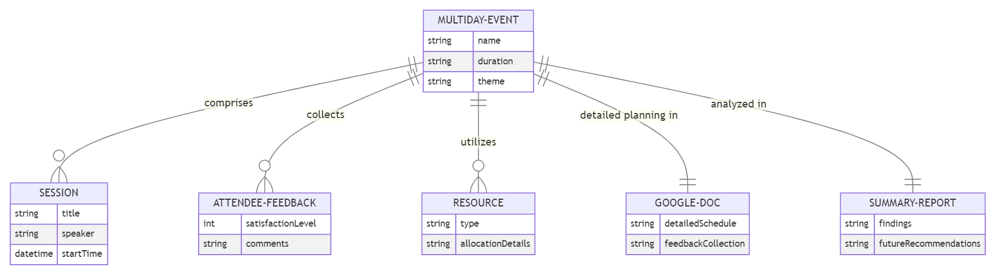 MULTIDAY-EVENT
string name
string duration
string theme
comprises
collects
utilizes
detailed planning in
analyzed in
SESSION
string title
string speaker
datetime startTime
ATTENDEE-FEEDBACK
int satisfactionLevel
string comments
RESOURCE
string type
string allocationDetails
GOOGLE-DOC
string detailedSchedule
string feedbackCollection
SUMMARY-REPORT
string findings
string futureRecommendations